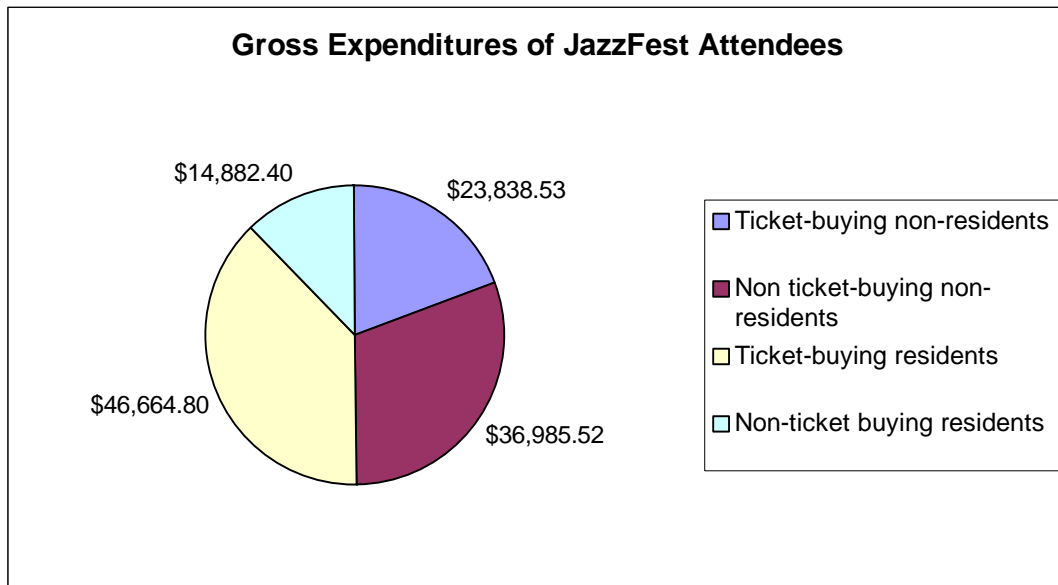 Gross Expenditures of JazzFest Attendees
$14,882.40
$23,838.53
$46,664.80
$36,985.52
Ticket-buying non-residents
Non ticket-buying non-
residents
Ticket-buying residents
Non-ticket buying residents